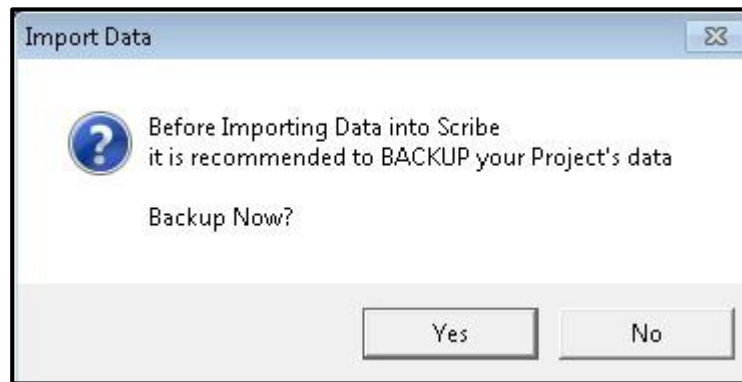 Import Data
Before Importing Data into Scribe
it is recommended to BACKUP your Project's data
Backup Now?
Yes
No